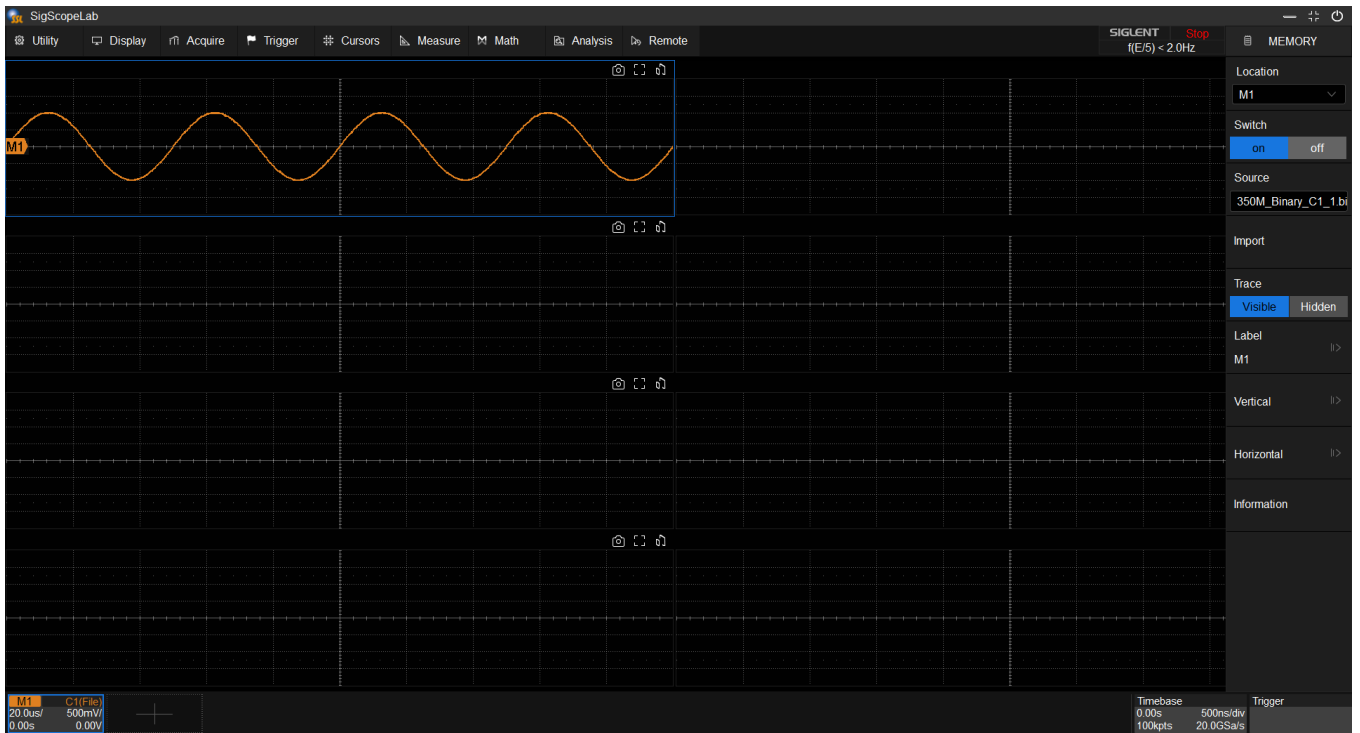 SigScopeLab
Utility Display Acquire Trigger Cursors Measure Math Analysis Remote
SIGLENT Stop
f(E/5) < 2.0Hz
MEMORY
Location
M1
Switch
on off
Source
350M_Binary_C1_1.bi
Import
Trace
Visible Hidden
Label
M1
Vertical
Horizontal
Information
M1
M1 C1(File)
20.0us/ 500mV/
0.00s 0.00V
Timebase
0.00s 500ns/div
100kpts 20.0GSa/s
Trigger